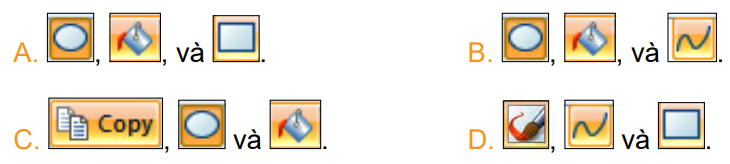 A. , , và .
B. , , và .
C. Copy , và .
D. , và .